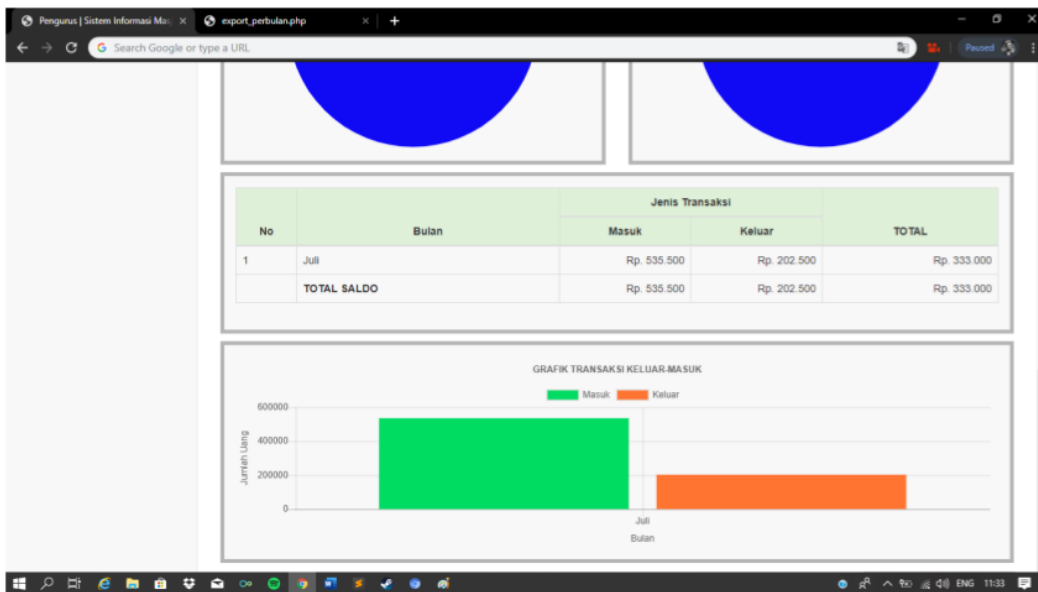 Pengurus | Sistem Informasi Mas
export_perbulan.php
Search Google or type a URL
Paused
No Bulan Jenis Transaksi TOTAL
Masuk Keluar
1 Juli Rp. 535.500 Rp. 202.500 Rp. 333.000
TOTAL SALDO Rp. 535.500 Rp. 202.500 Rp. 333.000
GRAFIK TRANSAKSI KELUAR-MASUK
Masuk Keluar
600000
400000
200000
0
Jumlah Uang
Juli
Bulan
ENG 11:33